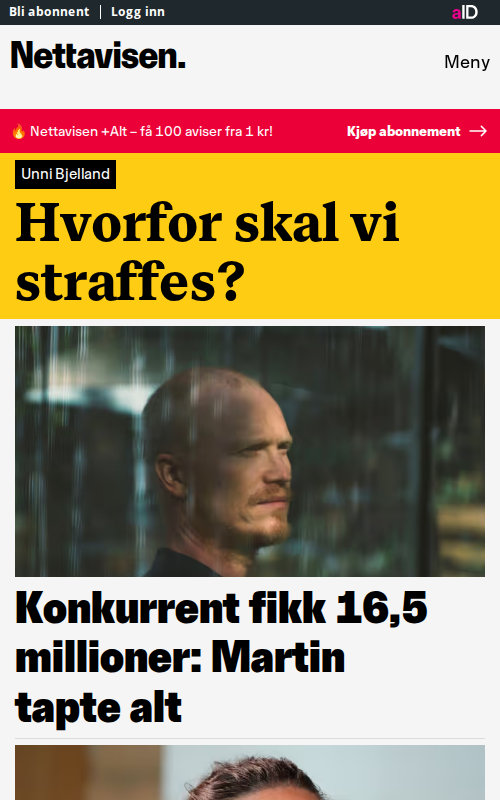 Bli abonnent | Logg inn
aID
Nettavisen.
Meny
🔥 Nettavisen +Alt – få 100 aviser fra 1 kr!
Kjøp abonnement →
Unni Bjelland
Hvorfor skal vi
straffes?
Konkurrent fikk 16,5
millioner: Martin
tapte alt